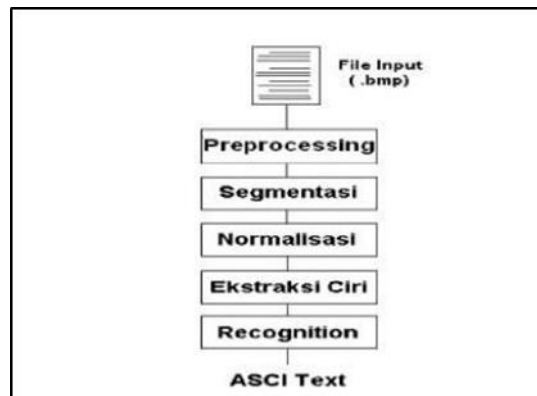 File Input
( .bmp)
Preprocessing
Segmentasi
Normalisasi
Ekstraksi Ciri
Recognition
ASCI Text